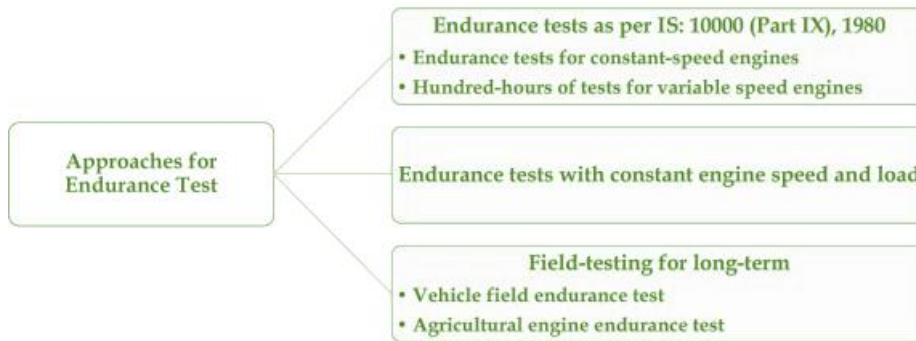 Approaches for
Endurance Test
Endurance tests as per IS: 10000 (Part IX), 1980
• Endurance tests for constant-speed engines
• Hundred-hours of tests for variable speed engines
Endurance tests with constant engine speed and load
Field-testing for long-term
• Vehicle field endurance test
• Agricultural engine endurance test